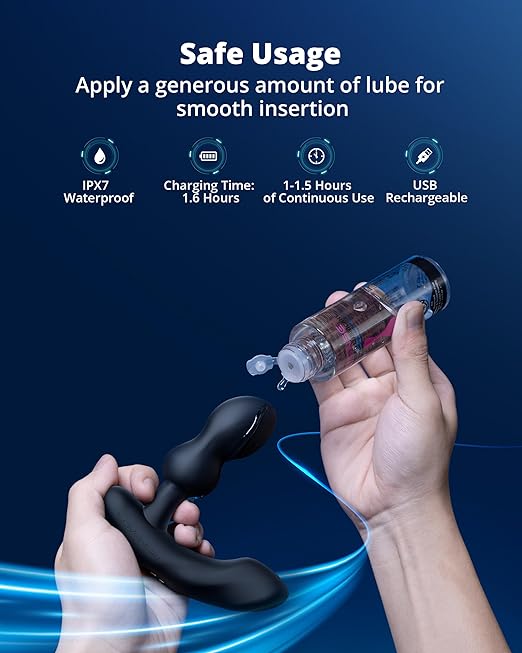 Safe Usage
Apply a generous amount of lube for
smooth insertion
IPX7
Waterproof
Charging Time:
1.6 Hours
1-1.5 Hours
of Continuous Use
USB
Rechargeable